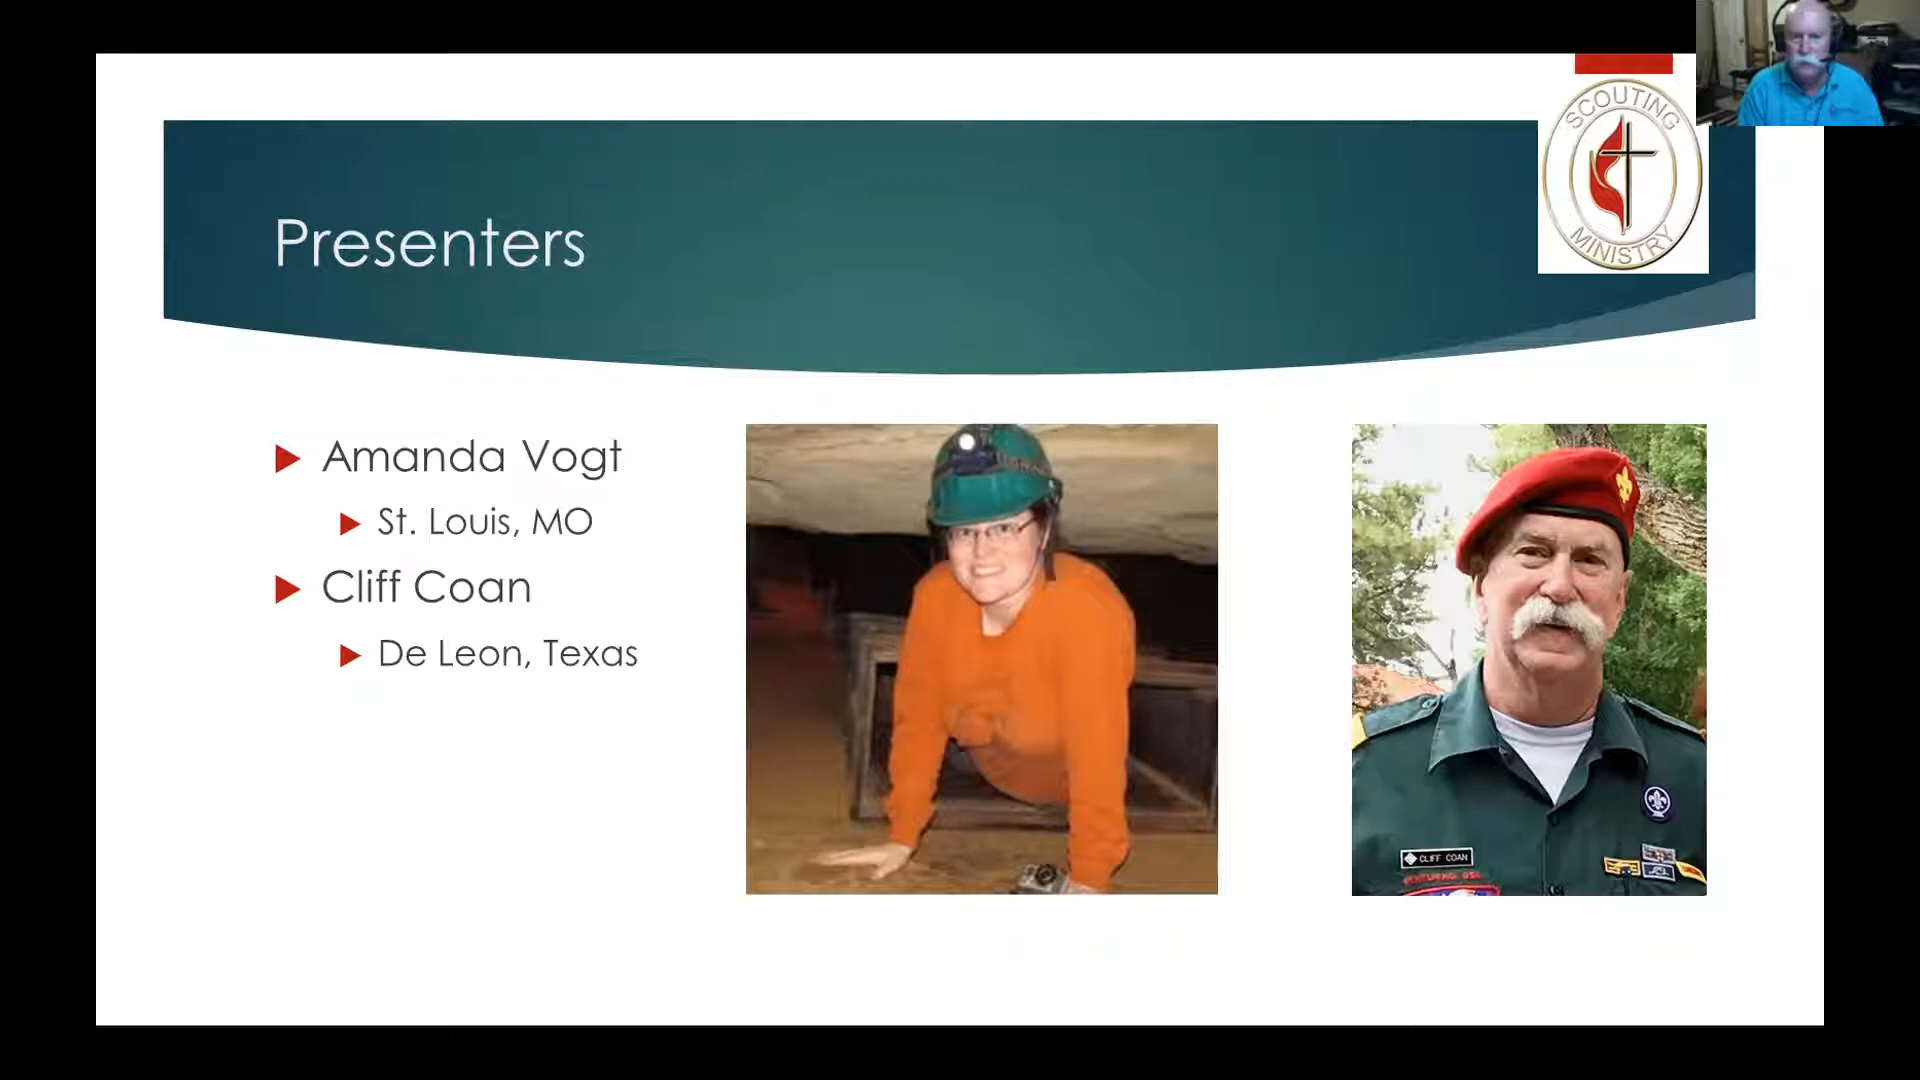 SCOUTING
MINISTRY
Presenters
Amanda Vogt
St. Louis, MO
Cliff Coan
De Leon, Texas
CLIFF COAN